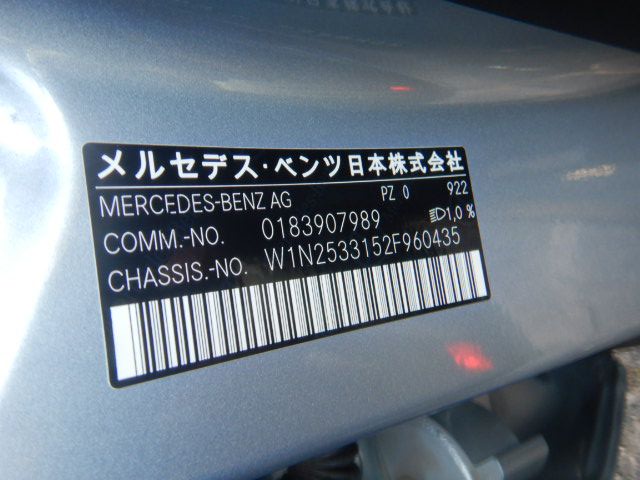 メルセデス・ベンツ日本株式会社
MERCEDES-BENZ AG PZ 0 922
COMM.-NO. 0183907989 1,0 %
CHASSIS.-NO. W1N2533152F960435